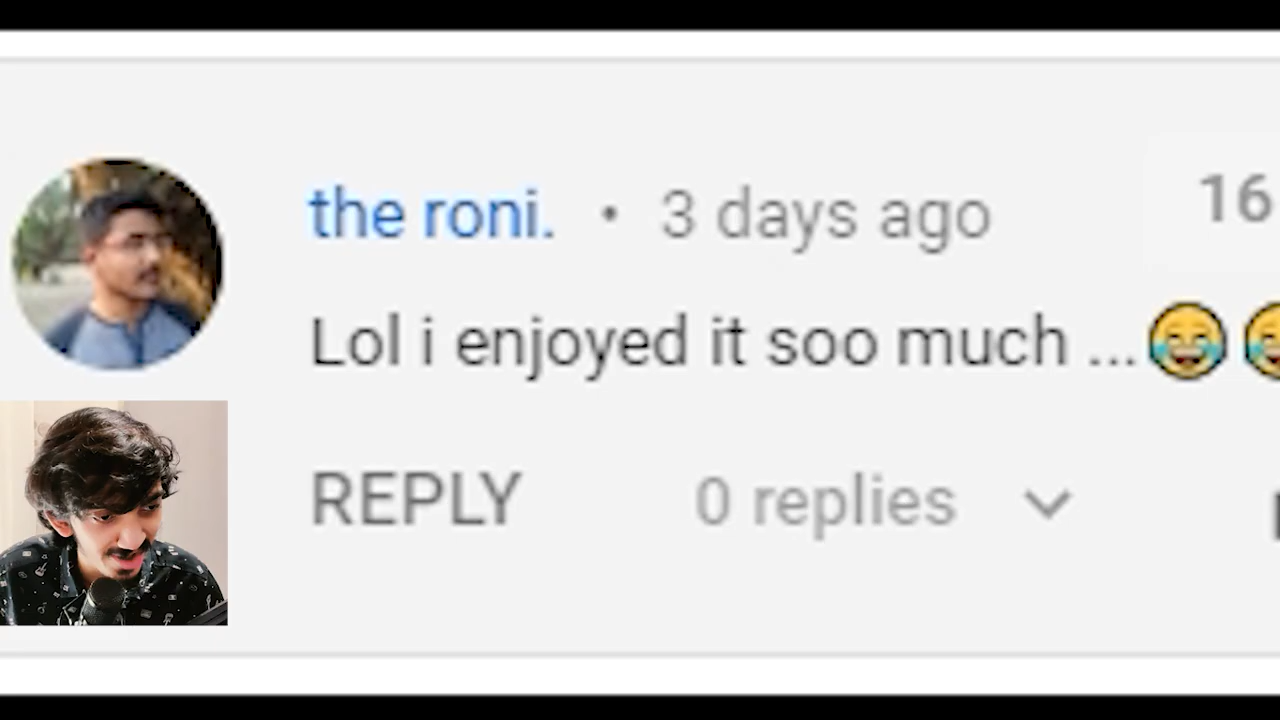 the roni. • 3 days ago 16
Lol i enjoyed it soo much ...😂😂
REPLY 0 replies